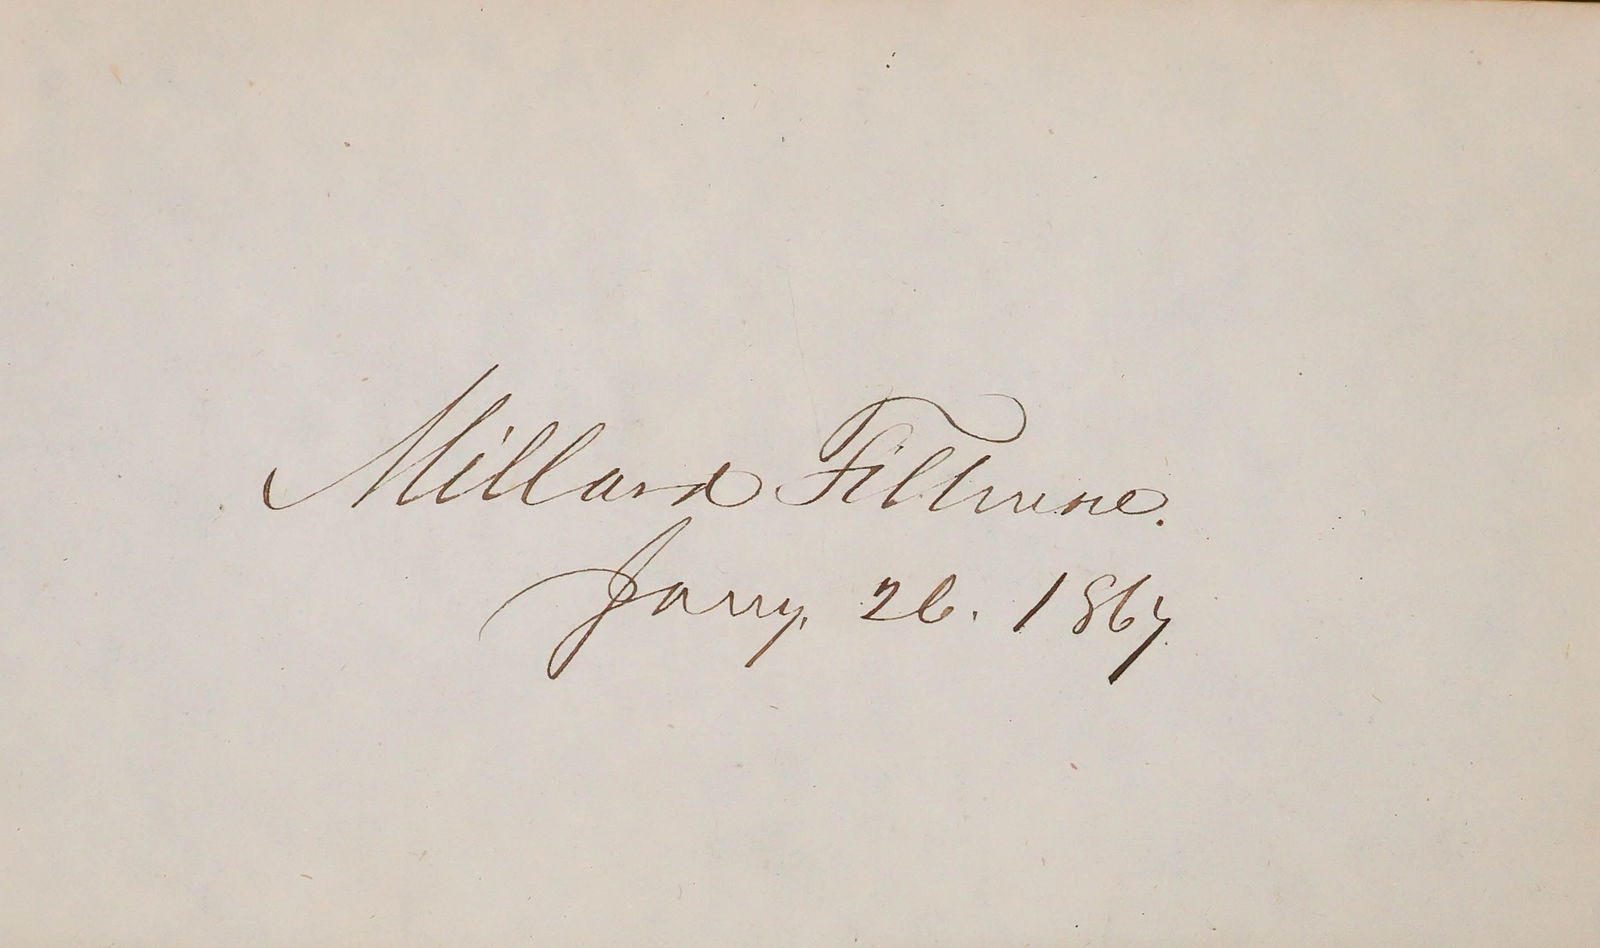 Millard Fillmore.
Jany. 26. 1867